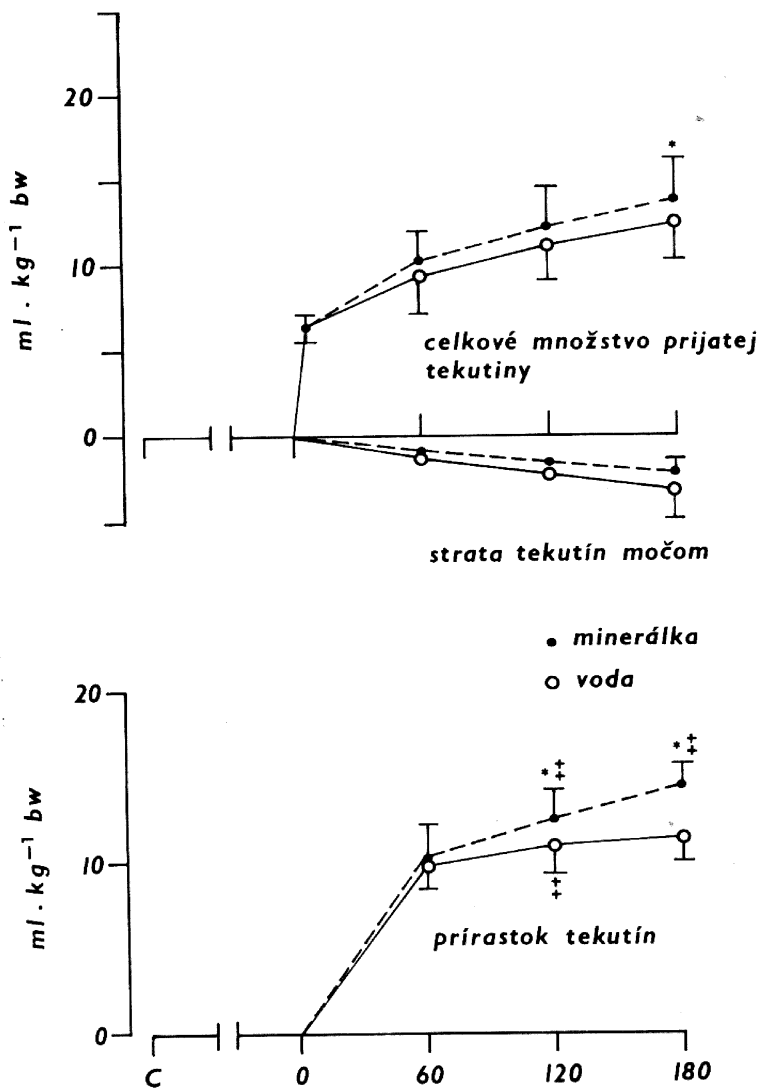 20
*
10
ml . kg⁻¹ bw
celkové množstvo prijatej
tekutiny
0
strata tekutín močom
minerálka
voda
20
* ‡
* ‡
10
‡
ml . kg⁻¹ bw
prírastok tekutín
0
C 0 60 120 180